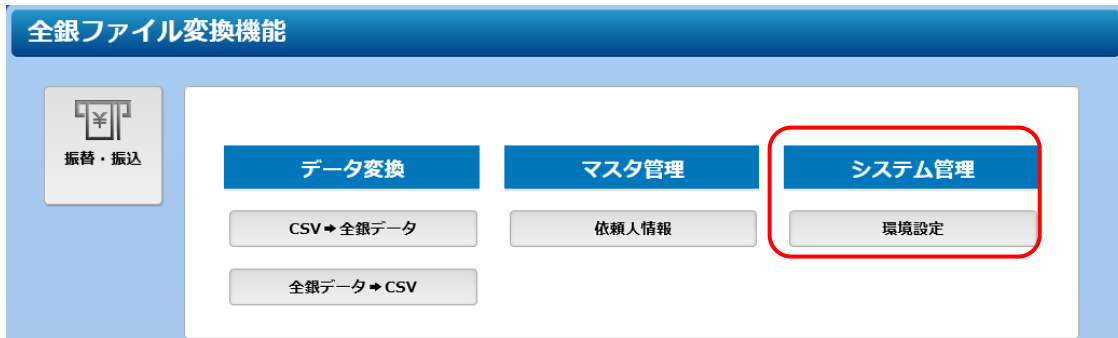 全銀ファイル変換機能
振替・振込
データ変換
マスタ管理
システム管理
CSV➡全銀データ
依頼人情報
環境設定
全銀データ➡CSV